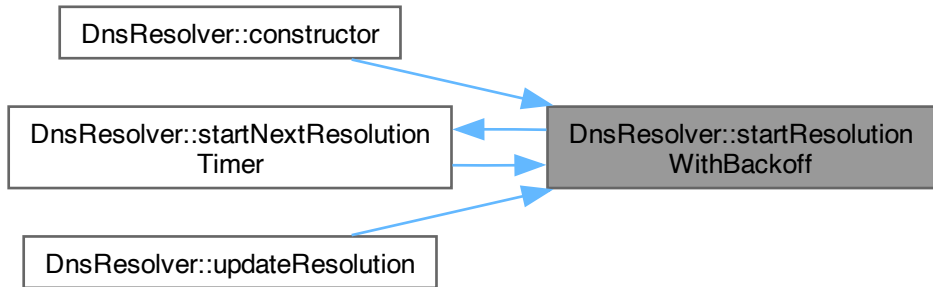 DnsResolver::constructor
DnsResolver::startNextResolution
Timer
DnsResolver::updateResolution
DnsResolver::startResolution
WithBackoff